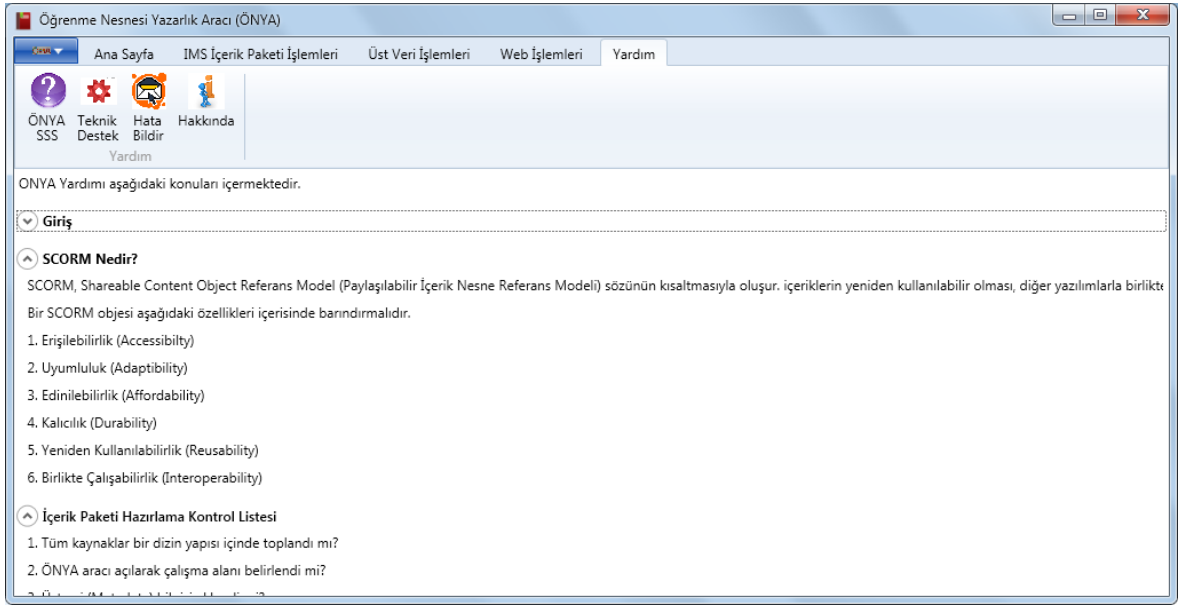 Öğrenme Nesnesi Yazarlık Aracı (ÖNYA)
ÖNYA Ana Sayfa IMS İçerik Paketi İşlemleri Üst Veri İşlemleri Web İşlemleri Yardım
ÖNYA SSS Teknik Destek Hata Bildir Hakkında
Yardım
ONYA Yardımı aşağıdaki konuları içermektedir.
Giriş
SCORM Nedir?
SCORM, Shareable Content Object Referans Model (Paylaşılabilir İçerik Nesne Referans Modeli) sözünün kısaltmasıyla oluşur. içeriklerin yeniden kullanılabilir olması, diğer yazılımlarla birlikte
Bir SCORM objesi aşağıdaki özellikleri içerisinde barındırmalıdır.
1. Erişilebilirlik (Accessibilty)
2. Uyumluluk (Adaptibility)
3. Edinilebilirlik (Affordability)
4. Kalıcılık (Durability)
5. Yeniden Kullanılabilirlik (Reusability)
6. Birlikte Çalışabilirlik (Interoperability)
İçerik Paketi Hazırlama Kontrol Listesi
1. Tüm kaynaklar bir dizin yapısı içinde toplandı mı?
2. ÖNYA aracı açılarak çalışma alanı belirlendi mi?